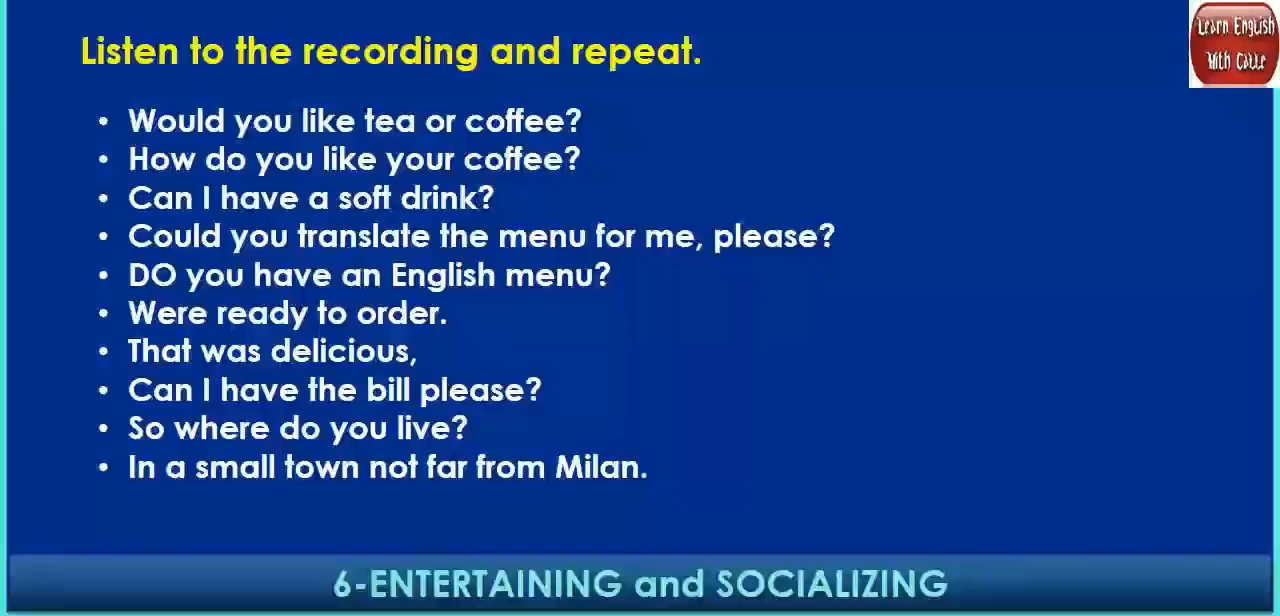 Listen to the recording and repeat.
Learn English
With
• Would you like tea or coffee?
• How do you like your coffee?
• Can I have a soft drink?
• Could you translate the menu for me, please?
• DO you have an English menu?
• Were ready to order.
• That was delicious,
• Can I have the bill please?
• So where do you live?
• In a small town not far from Milan.
6-ENTERTAINING and SOCIALIZING